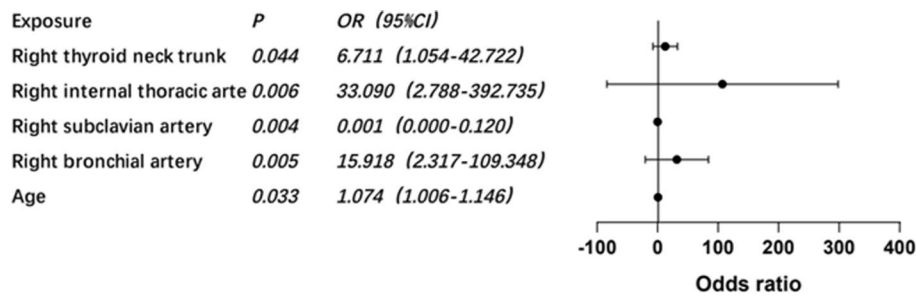 Exposure P OR (95%CI)
Right thyroid neck trunk 0.044 6.711 (1.054-42.722)
Right internal thoracic arte 0.006 33.090 (2.788-392.735)
Right subclavian artery 0.004 0.001 (0.000-0.120)
Right bronchial artery 0.005 15.918 (2.317-109.348)
Age 0.033 1.074 (1.006-1.146)
-100 0 100 200 300 400
Odds ratio